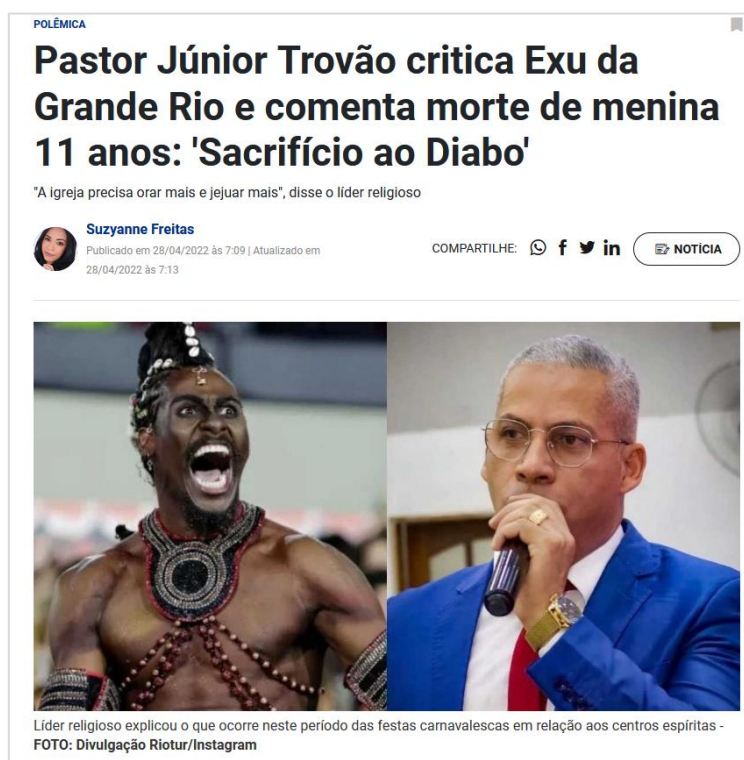 POLÊMICA
Pastor Júnior Trovão critica Exu da
Grande Rio e comenta morte de menina
11 anos: 'Sacrifício ao Diabo'
"A igreja precisa orar mais e jejuar mais", disse o líder religioso
Suzyanne Freitas
Publicado em 28/04/2022 às 7:09 | Atualizado em
28/04/2022 às 7:13
COMPARTILHE:
NOTÍCIA
Líder religioso explicou o que ocorre neste período das festas carnavalescas em relação aos centros espíritas -
FOTO: Divulgação Riotur/Instagram